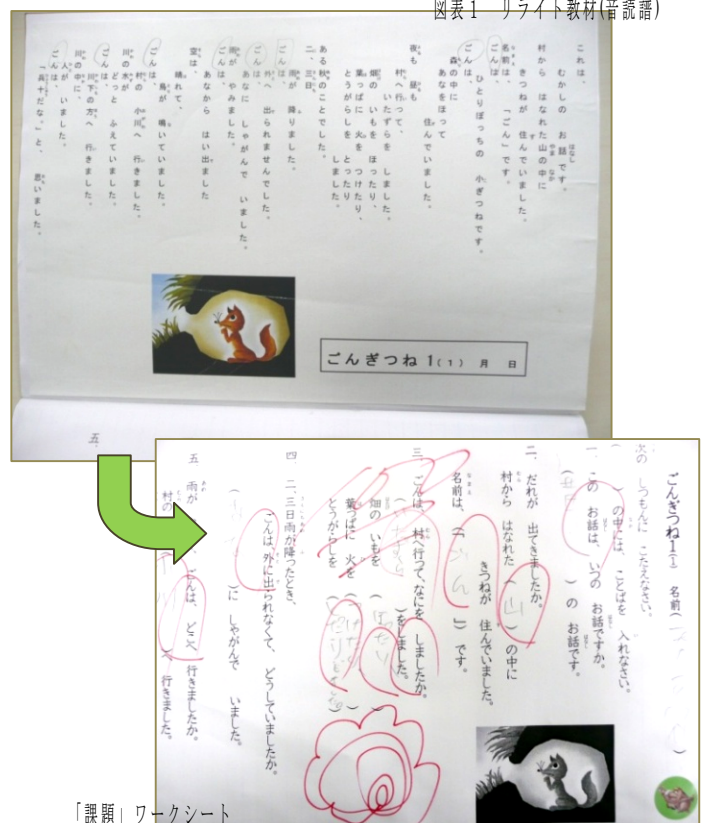 図表1 リライト教材(音読譜)
これは、
むかしの お話です。
村から はなれた山の中に
きつねが 住んでいました。
名前は、「ごん」です。
ごんは、
ひとりぼっちの 小ぎつねです。
森の中に
あなをほって
住んでいました。
夜も 昼も
村へ行って、
いたずらを しました。
畑の いもを ほったり、
葉っぱに 火を つけたり、
とうがらしを とったり
しました。
ある秋のことでした。
二、三日、
雨が 降りました。
ごんは、
外へ 出られませんでした。
ごんは、
あなに しゃがんで いました。
雨が やみました。
ごんは、
あなから はい出ました
空は、
晴れて、
鳥が 鳴いていました。
ごんは、
村の 小川へ 行きました。
川の水が
どっと ふえていました。
ごんは、
川下の方へ 行きました。
川の中に、
人が いました。
ごんは、
「兵十だな。」と、 思いました。
ごんぎつね1(1) 月 日
五
ごんぎつね1(1) 名前( )
次の しつもんに こたえなさい。
( )の中には、 ことばを 入れなさい。
一 この お話は、いつの お話ですか。
( )の お話です。
二、だれが 出てきましたか。
村から はなれた(山)の中に
きつねが 住んでいました。
名前は、「(ごん)」です。
三 ごんは、村へ行って、なにを しましたか。
( )をしました。
畑の いもを(ほったり)
葉っぱに 火を( )
とうがらしを( )
四 二、三日雨が降ったとき、
ごんは、外に出られなくて、どうしていましたか。
( )に しゃがんで いました。
五 雨が
ごんは、どこへ 行きましたか。
村の( )へ 行きました。
「課題」ワークシート